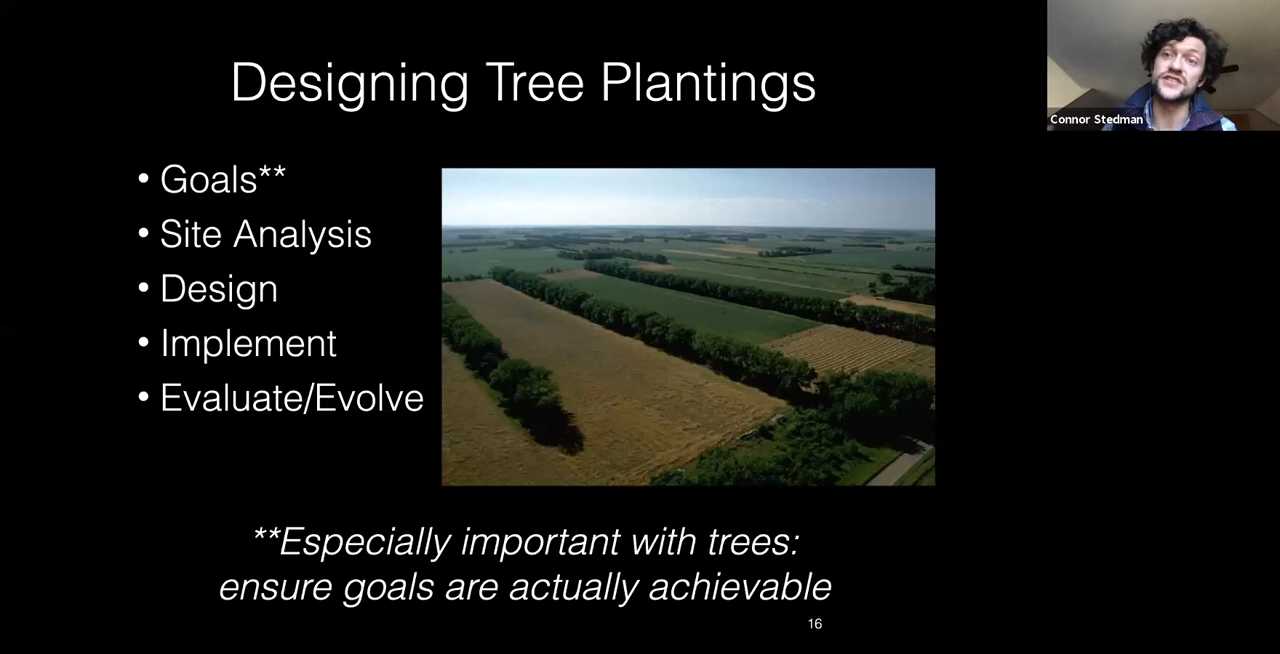 Designing Tree Plantings
Connor Stedman
• Goals**
• Site Analysis
• Design
• Implement
• Evaluate/Evolve
**Especially important with trees:
ensure goals are actually achievable
16